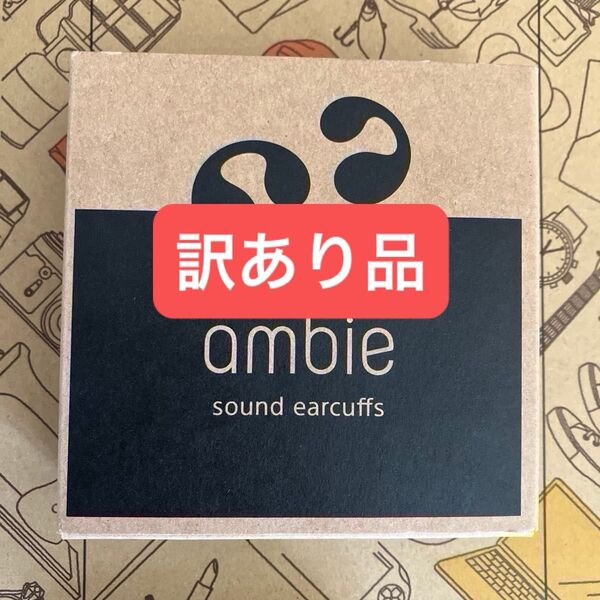 訳あり品
ambie
sound earcuffs